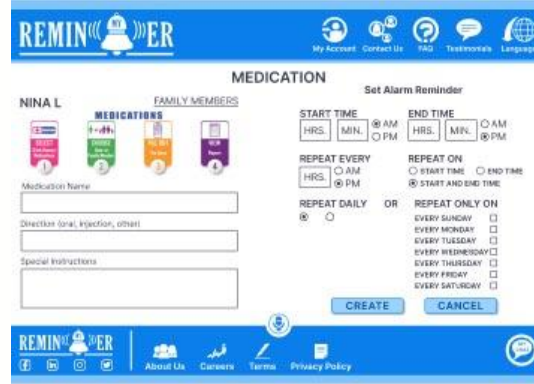 REMIN MY ER
My Account Contact Us FAQ Testimonials Language
MEDICATION
NINA L
FAMILY MEMBERS
MEDICATIONS
SELECT
1
2
3
VIEW
4
Medication Name
Direction (oral, injection, other)
Special Instructions
Set Alarm Reminder
START TIME
HRS. MIN. AM PM
END TIME
HRS. MIN. AM PM
REPEAT EVERY
HRS. AM PM
REPEAT ON
START TIME END TIME
START AND END TIME
REPEAT DAILY OR REPEAT ONLY ON
EVERY SUNDAY
EVERY MONDAY
EVERY TUESDAY
EVERY WEDNESDAY
EVERY THURSDAY
EVERY FRIDAY
EVERY SATURDAY
CREATE CANCEL
REMIN ER
About Us Careers Terms Privacy Policy